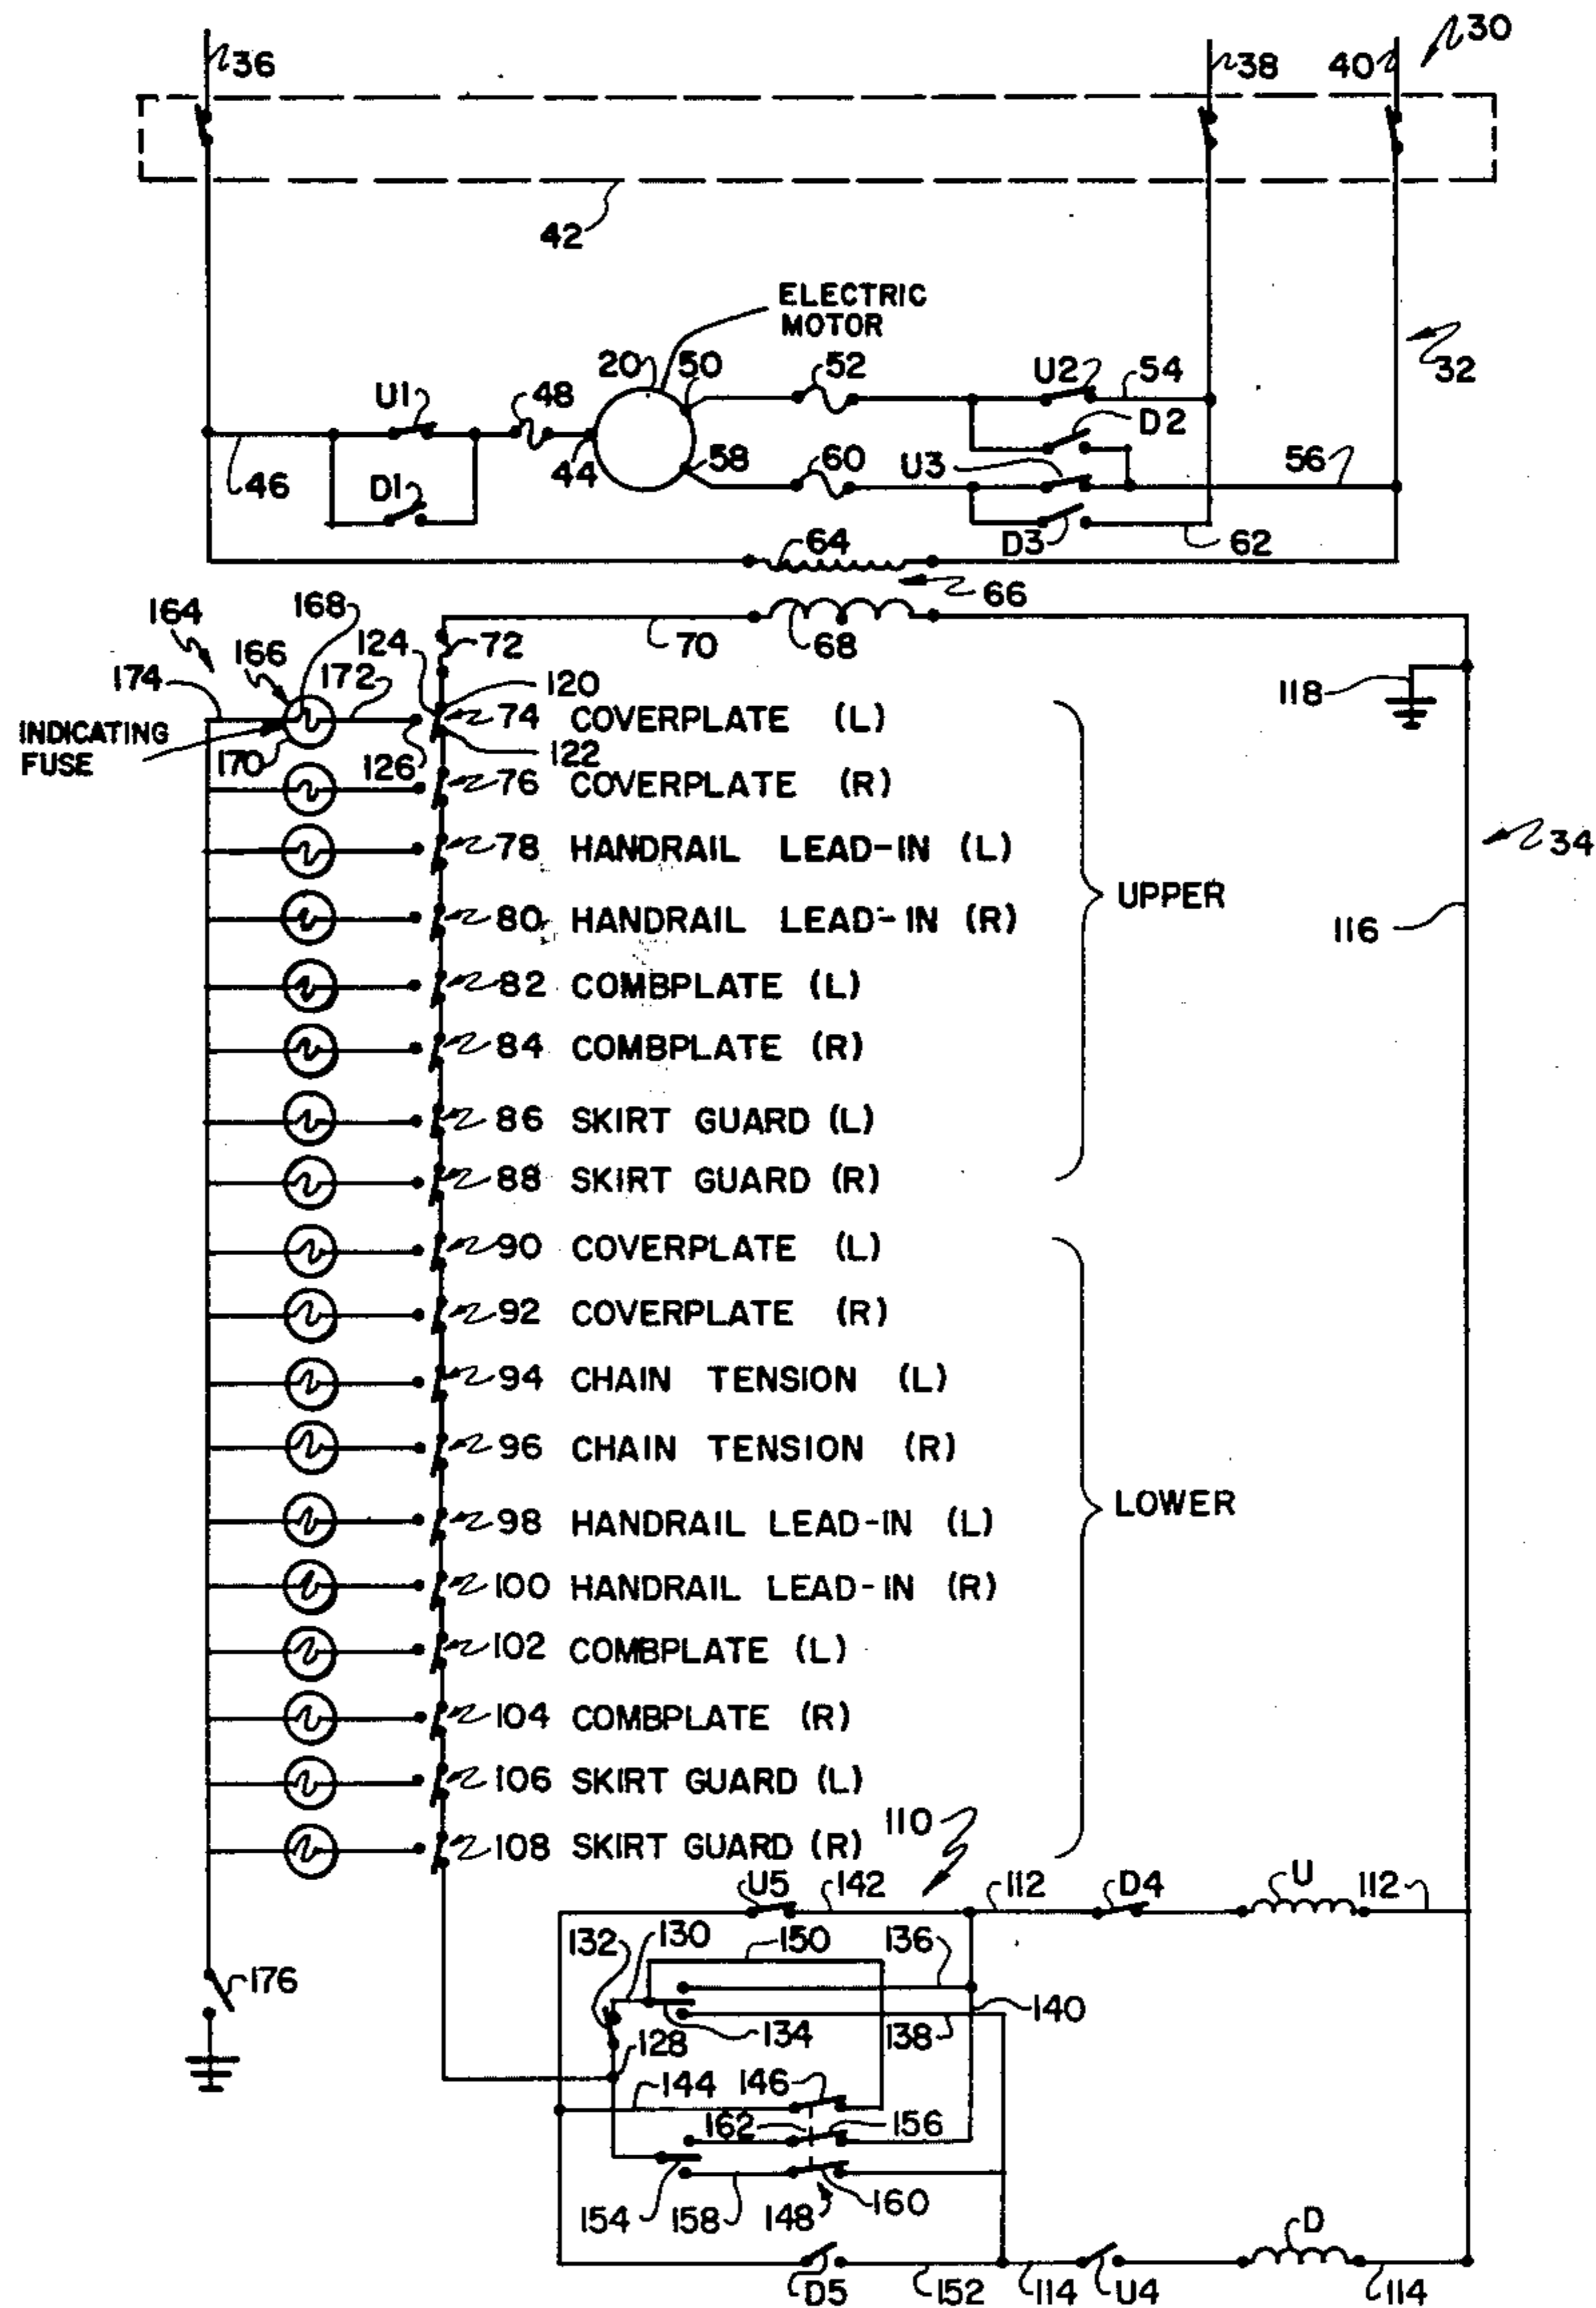 36
38
40
30
42
ELECTRIC
MOTOR
32
20
50
52
U2
54
U1
48
D2
44
58
60
U3
56
46
D1
D3
62
64
66
164
168
124
72
70
68
166
174
172
120
118
74 COVERPLATE (L)
INDICATING
FUSE
170
126
122
76 COVERPLATE (R)
78 HANDRAIL LEAD-IN (L)
34
UPPER
80 HANDRAIL LEAD-IN (R)
116
82 COMBPLATE (L)
84 COMBPLATE (R)
86 SKIRT GUARD (L)
88 SKIRT GUARD (R)
90 COVERPLATE (L)
92 COVERPLATE (R)
94 CHAIN TENSION (L)
96 CHAIN TENSION (R)
LOWER
98 HANDRAIL LEAD-IN (L)
100 HANDRAIL LEAD-IN (R)
102 COMBPLATE (L)
104 COMBPLATE (R)
106 SKIRT GUARD (L)
110
108 SKIRT GUARD (R)
U5
142
112
D4
U
112
132
130
150
136
176
140
134
138
128
144
146
162
156
154
158
148
160
D
D5
152
114
U4
114